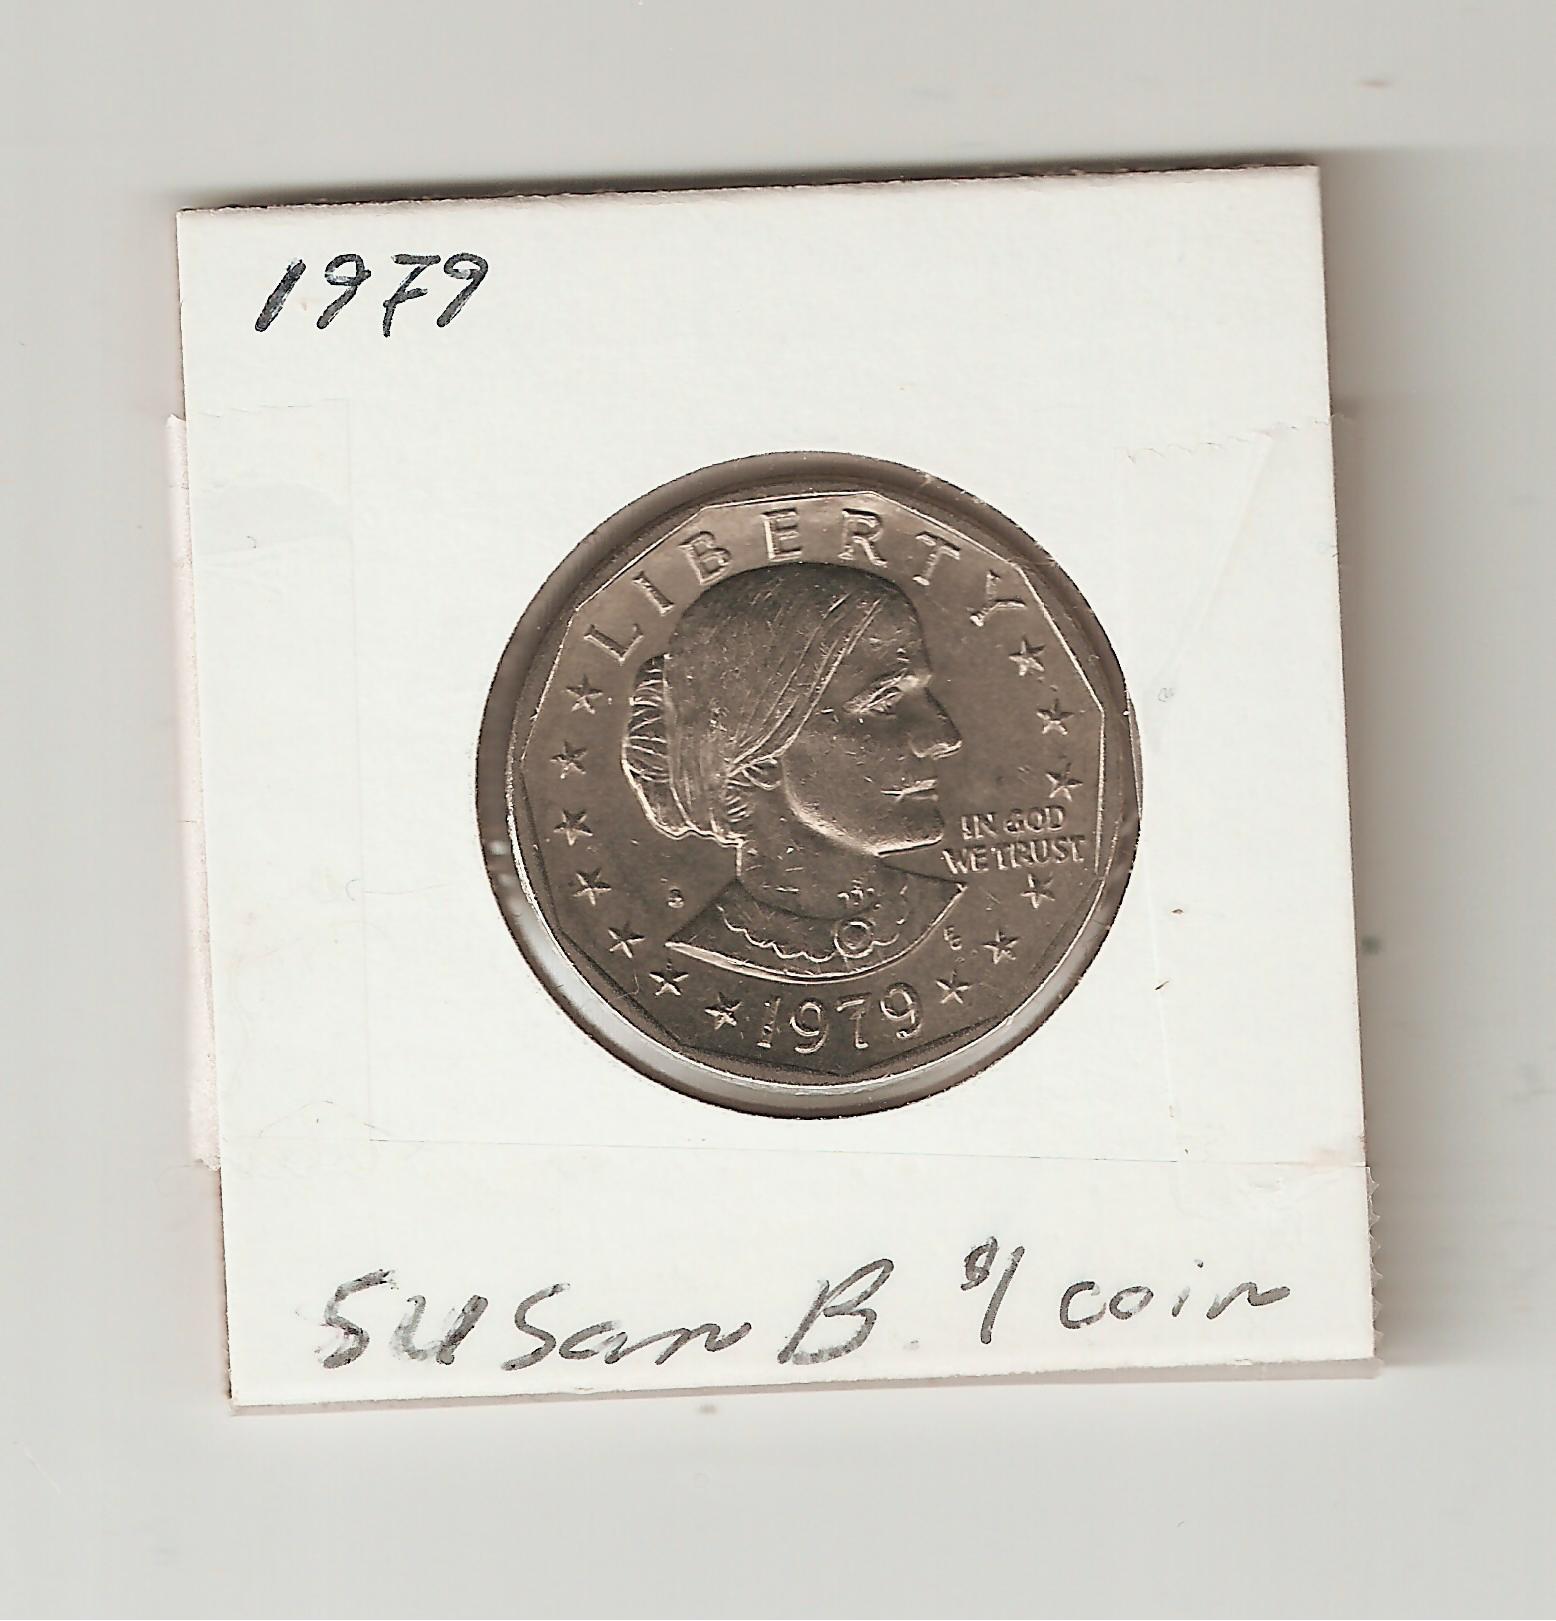 1979
LIBERTY
IN GOD
WE TRUST
1979
Susan B. $1 coin